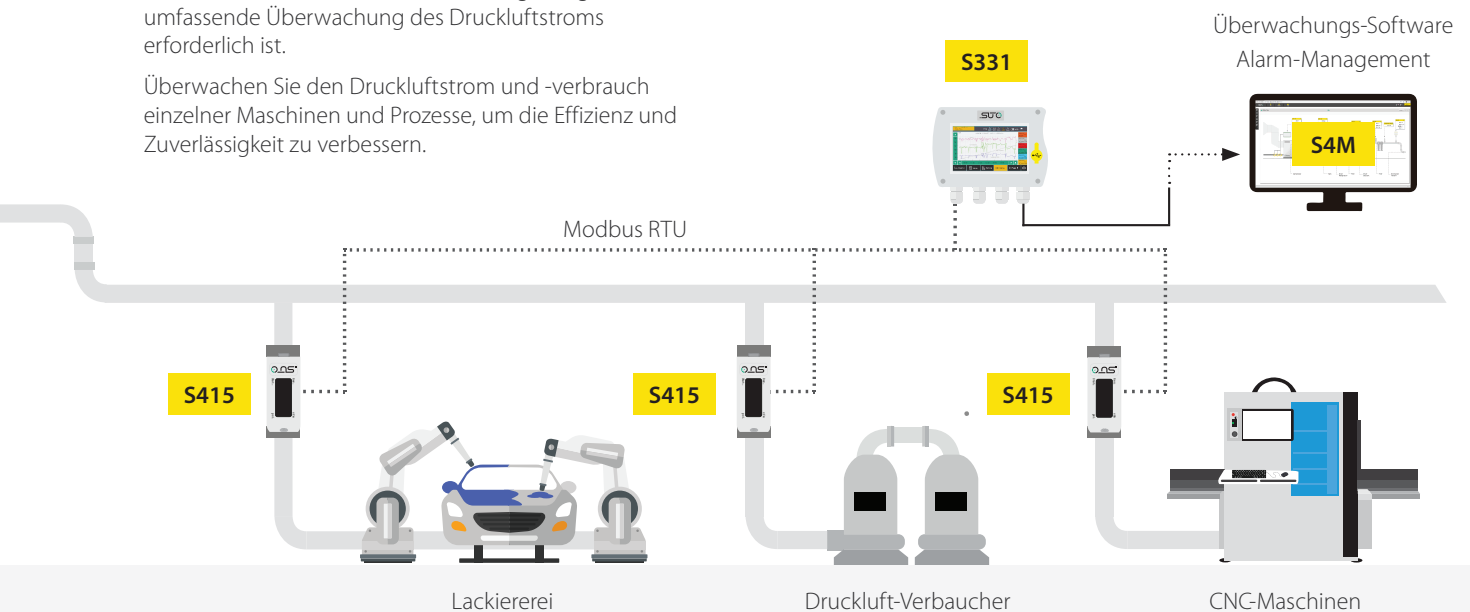 umfassende Überwachung des Druckluftstroms
erforderlich ist.
Überwachen Sie den Druckluftstrom und -verbrauch
einzelner Maschinen und Prozesse, um die Effizienz und
Zuverlässigkeit zu verbessern.
Überwachungs-Software
Alarm-Management
S331
SUTO
S4M
Modbus RTU
S415
S415
S415
Lackiererei
Druckluft-Verbaucher
CNC-Maschinen